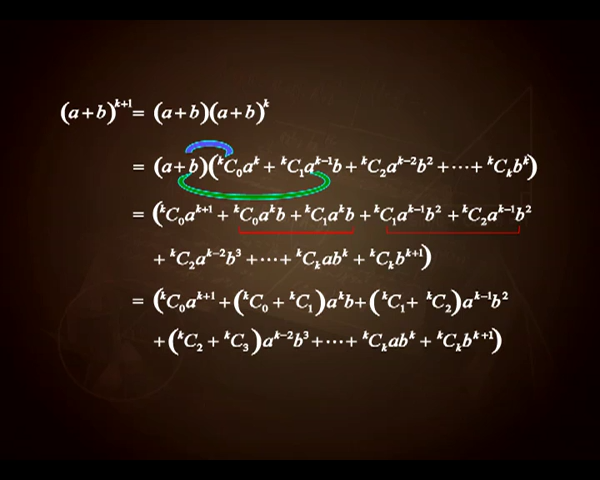 (a+b)^{k+1} = (a+b)(a+b)^k
= (a+b)(^kC_0a^k + ^kC_1a^{k-1}b + ^kC_2a^{k-2}b^2 + ⋯ + ^kC_kb^k)
= (^kC_0a^{k+1} + ^kC_0a^kb + ^kC_1a^kb + ^kC_1a^{k-1}b^2 + ^kC_2a^{k-1}b^2
+ ^kC_2a^{k-2}b^3 + ⋯ + ^kC_kab^k + ^kC_kb^{k+1})
= (^kC_0a^{k+1} + (^kC_0 + ^kC_1)a^kb + (^kC_1 + ^kC_2)a^{k-1}b^2
+ (^kC_2 + ^kC_3)a^{k-2}b^3 + ⋯ + ^kC_kab^k + ^kC_kb^{k+1})